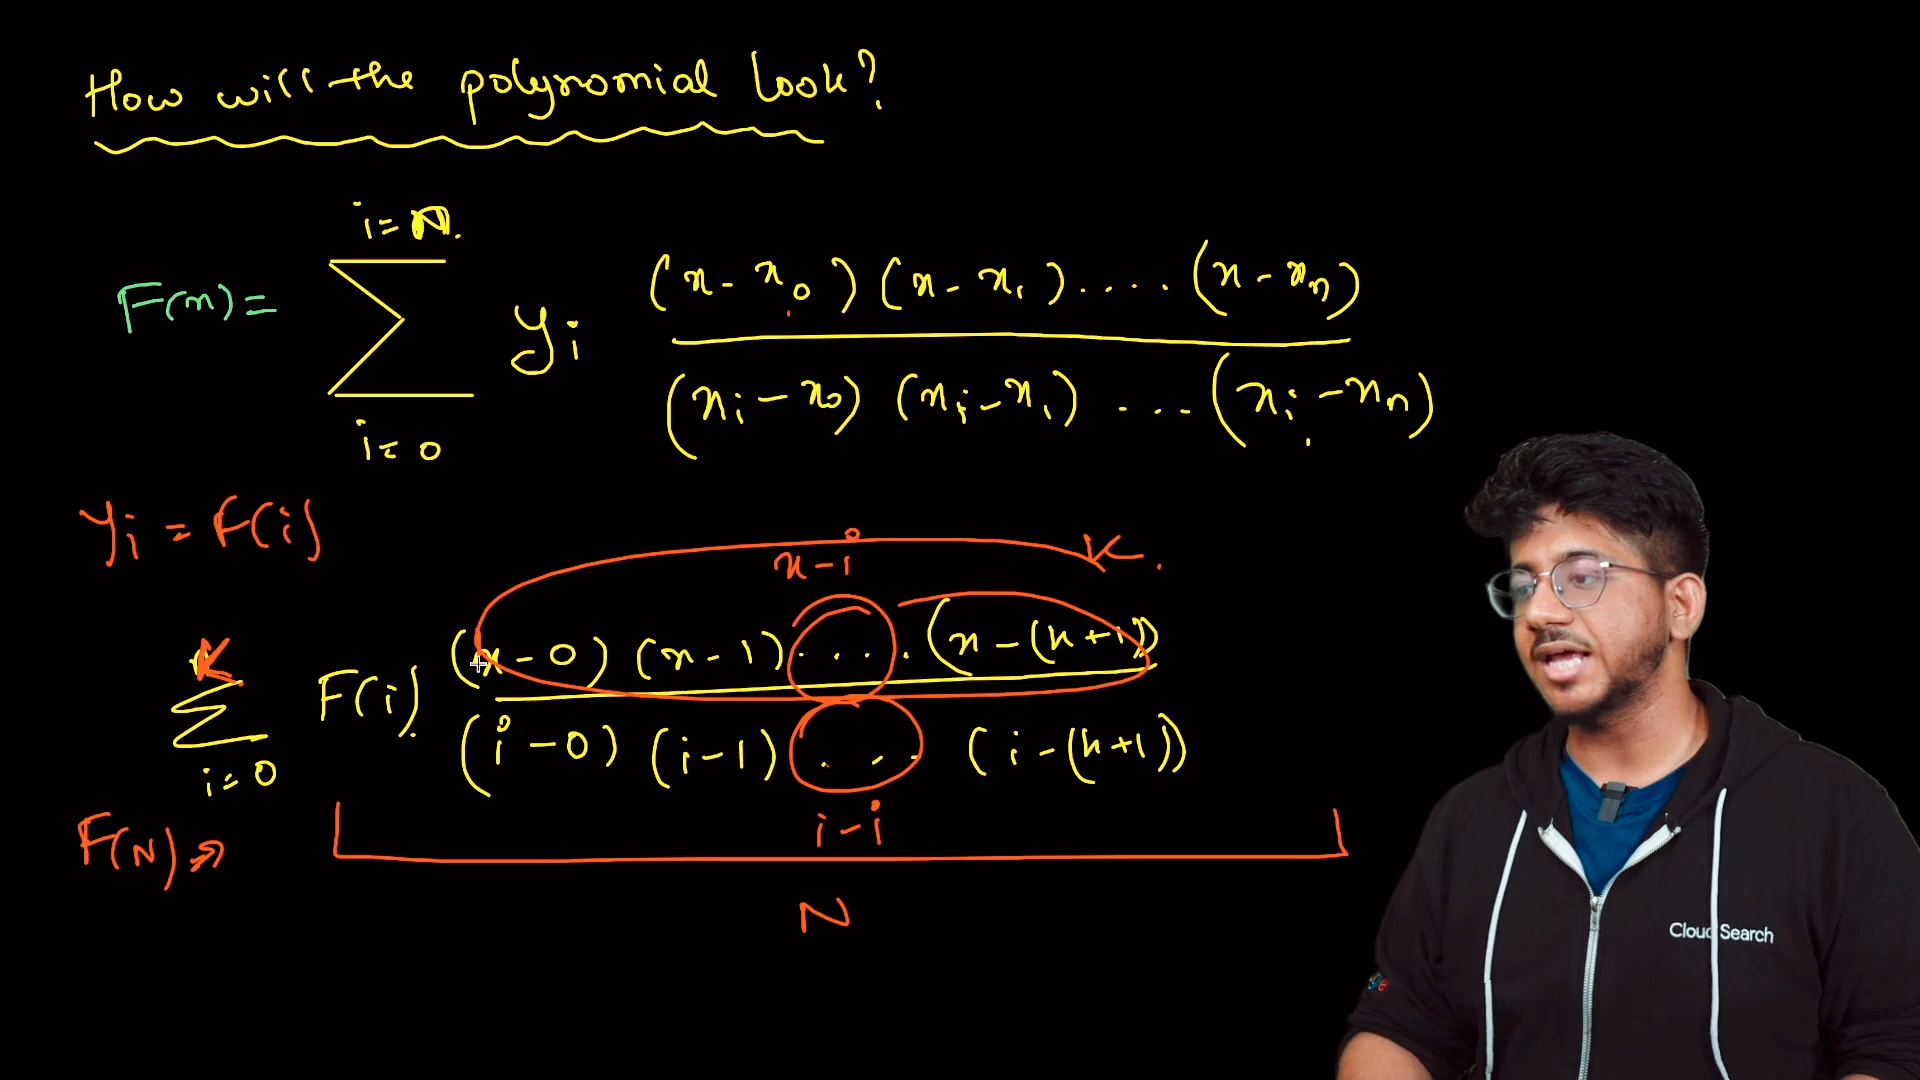 How will the polynomial look?
i = n.
F(n) = Σ yi (x - x0) (x - x1) .... (x - xn)
(xi - x0) (xi - x1) ... (xi - xn)
i = 0
yi = F(i)
x - i K.
K
Σ F(i) (x - 0) (x - 1) .... (x - (k+1))
(i - 0) (i - 1) ... (i - (k+1))
i = 0
F(N) → i - i
N
Cloud Search